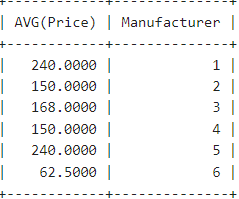 +------------+--------------+
| AVG(Price) | Manufacturer |
+------------+--------------+
|   240.0000 |            1 |
|   150.0000 |            2 |
|   168.0000 |            3 |
|   150.0000 |            4 |
|   240.0000 |            5 |
|    62.5000 |            6 |
+------------+--------------+